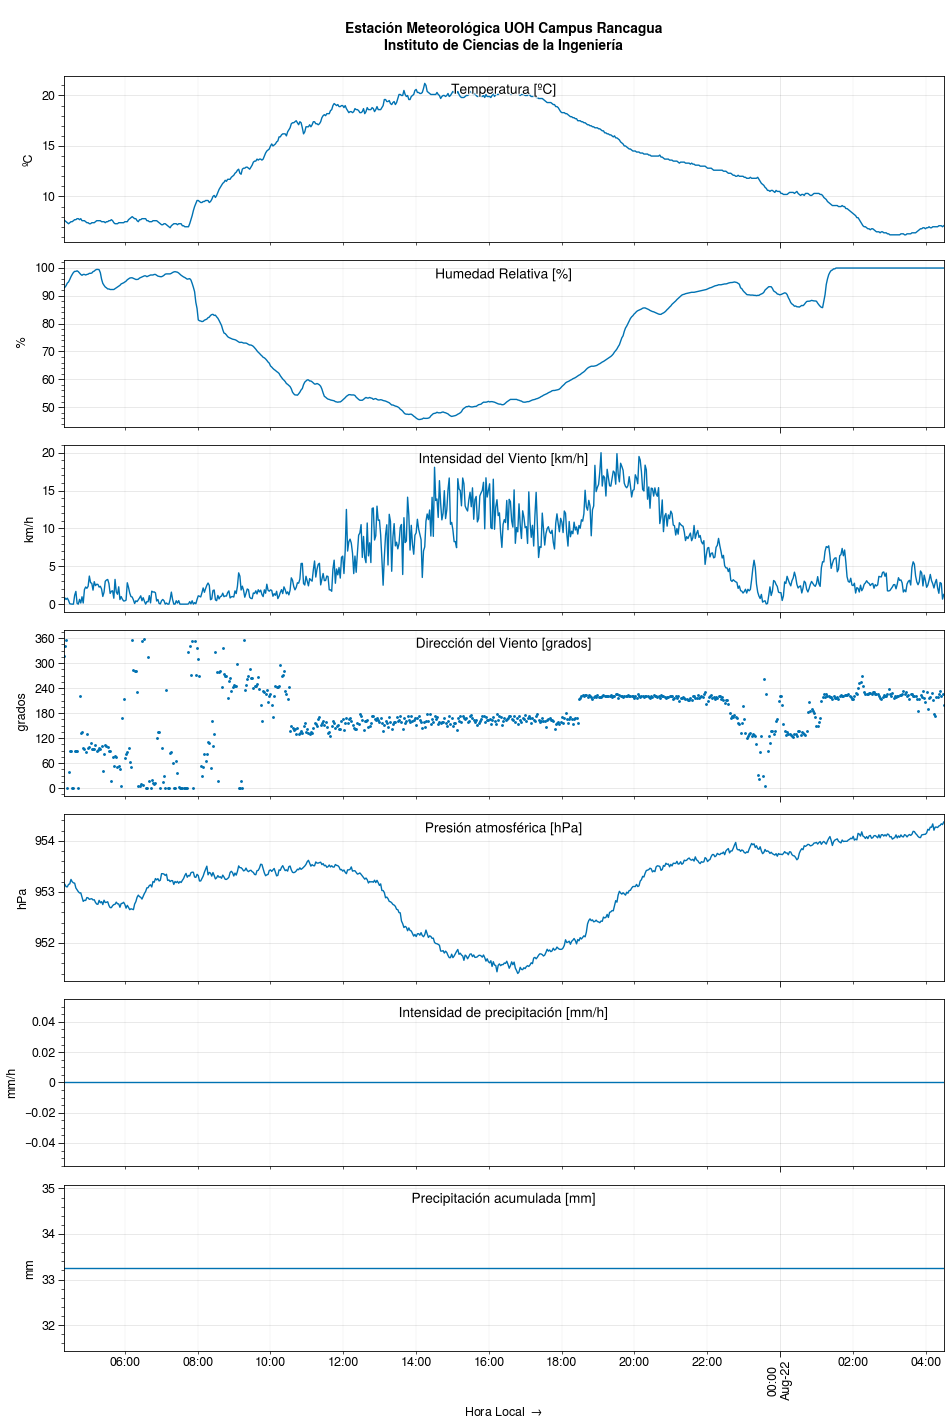 Estación Meteorológica UOH Campus Rancagua
Instituto de Ciencias de la Ingeniería
Temperatura [ºC]
20
15
10
ºC
Humedad Relativa [%]
100
90
80
70
60
50
%
Intensidad del Viento [km/h]
20
15
10
5
0
km/h
Dirección del Viento [grados]
360
300
240
180
120
60
0
grados
Presión atmosférica [hPa]
954
953
952
hPa
Intensidad de precipitación [mm/h]
0.04
0.02
0
−0.02
−0.04
mm/h
Precipitación acumulada [mm]
35
34
33
32
mm
06:00 08:00 10:00 12:00 14:00 16:00 18:00 20:00 22:00 00:00 02:00 04:00
Aug-22
Hora Local →